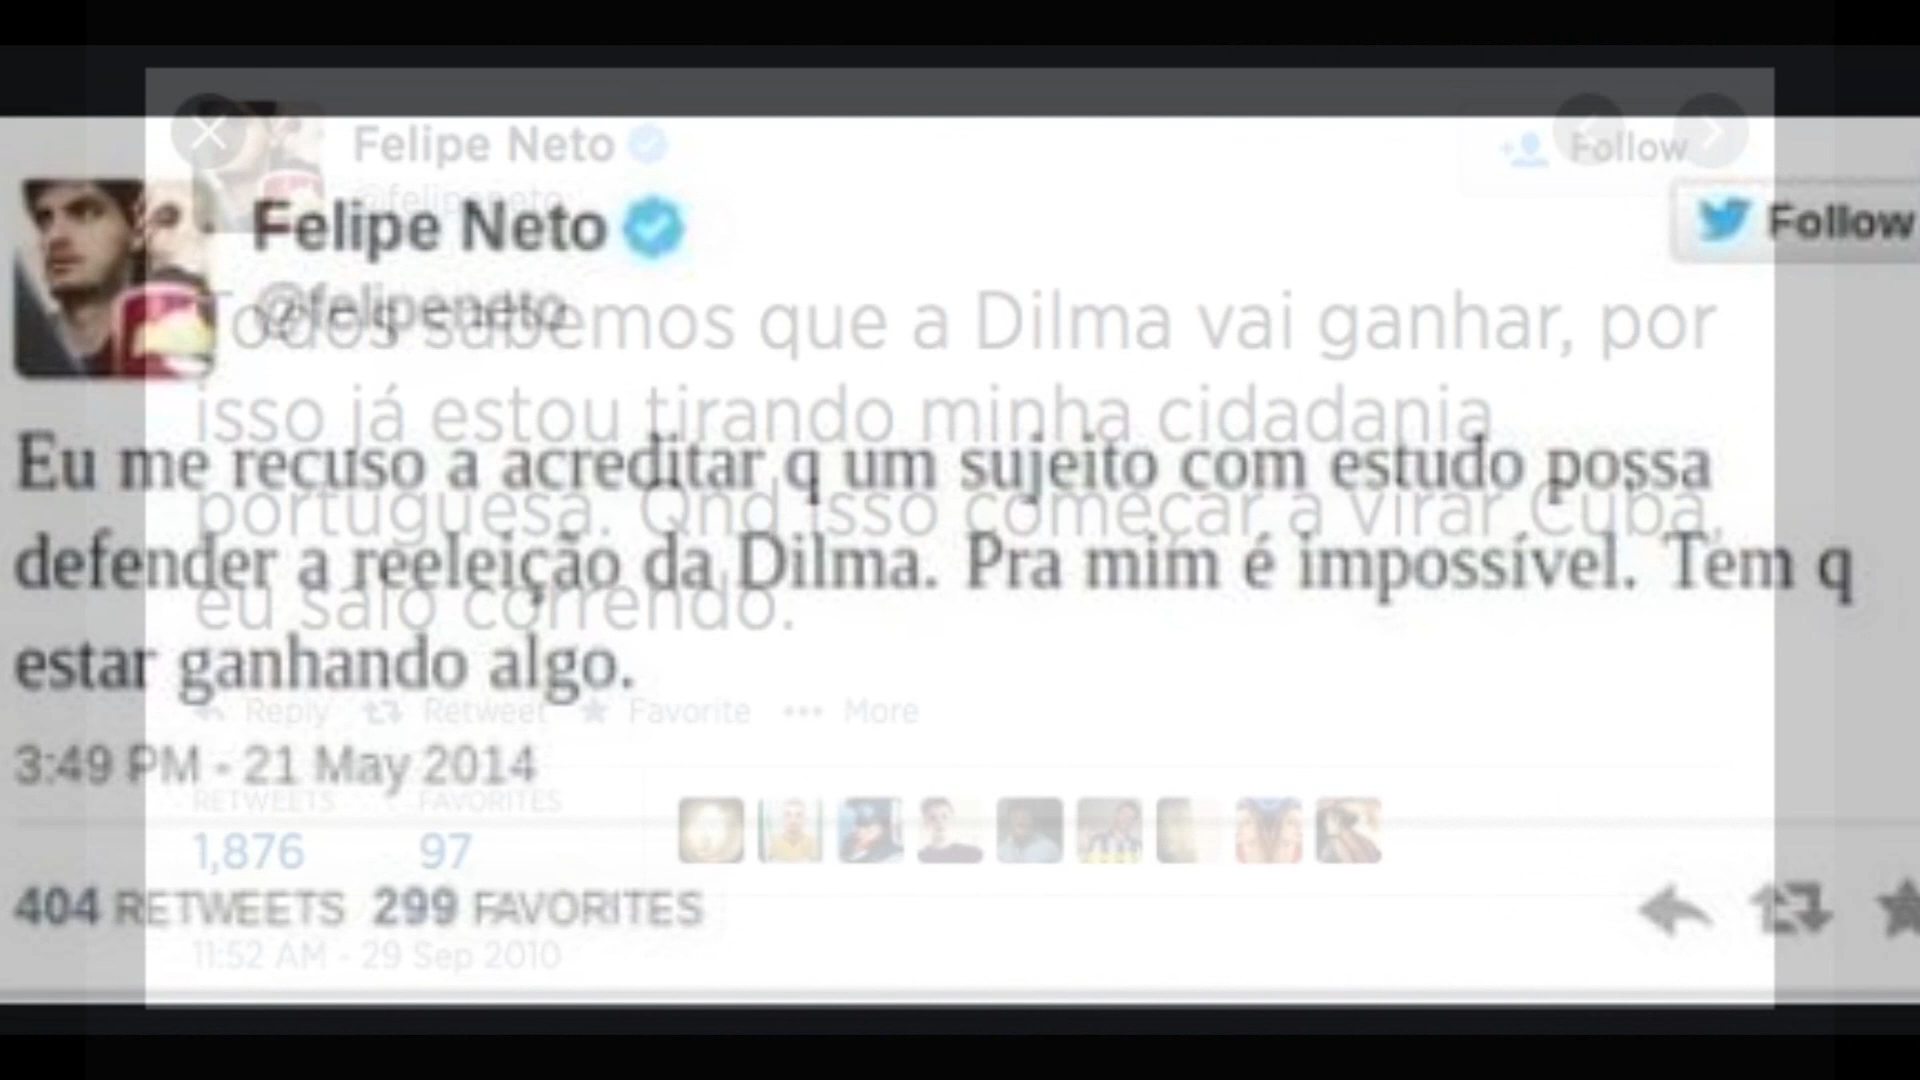 Felipe Neto
@felipeneto
Follow
Todos sabemos que a Dilma vai ganhar, por
isso já estou tirando minha cidadania
portuguesa. Qnd isso começar a virar Cuba,
eu saio correndo.
Reply Retweet Favorite ••• More
RETWEETS FAVORITES
1,876 97
11:52 AM - 29 Sep 2010
Felipe Neto
@felipeneto
Follow
Eu me recuso a acreditar q um sujeito com estudo possa
defender a reeleição da Dilma. Pra mim é impossível. Tem q
estar ganhando algo.
3:49 PM - 21 May 2014
404 RETWEETS 299 FAVORITES